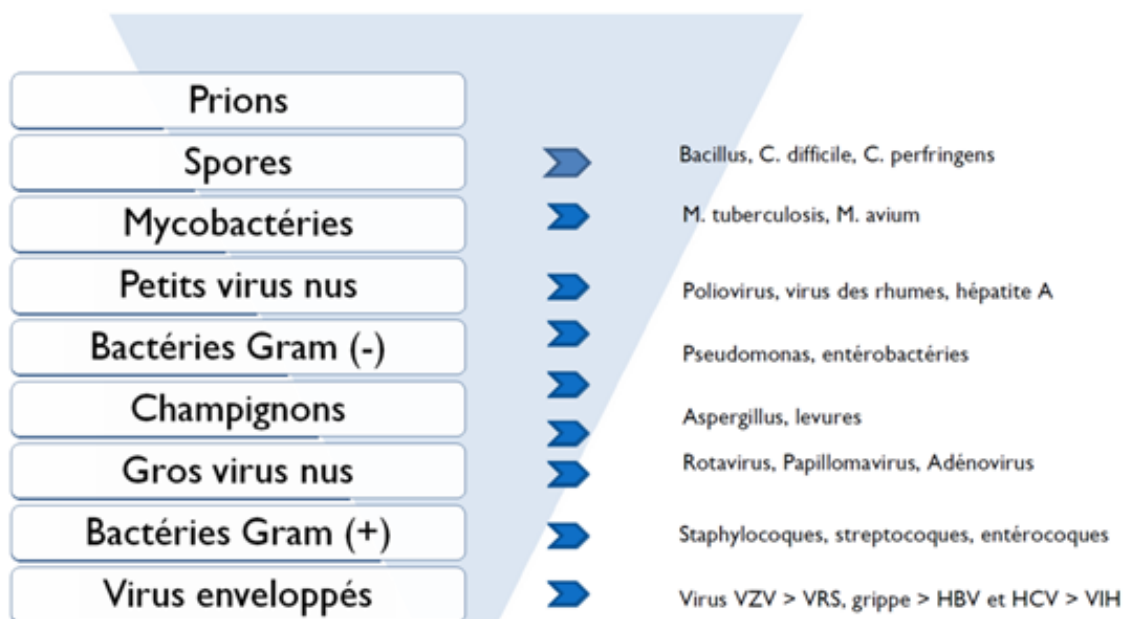 Prions
Spores
Bacillus, C. difficile, C. perfringens
Mycobactéries
M. tuberculosis, M. avium
Petits virus nus
Poliovirus, virus des rhumes, hépatite A
Bactéries Gram (-)
Pseudomonas, entérobactéries
Champignons
Aspergillus, levures
Gros virus nus
Rotavirus, Papillomavirus, Adénovirus
Bactéries Gram (+)
Staphylocoques, streptocoques, entérocoques
Virus enveloppés
Virus VZV > VRS, grippe > HBV et HCV > VIH